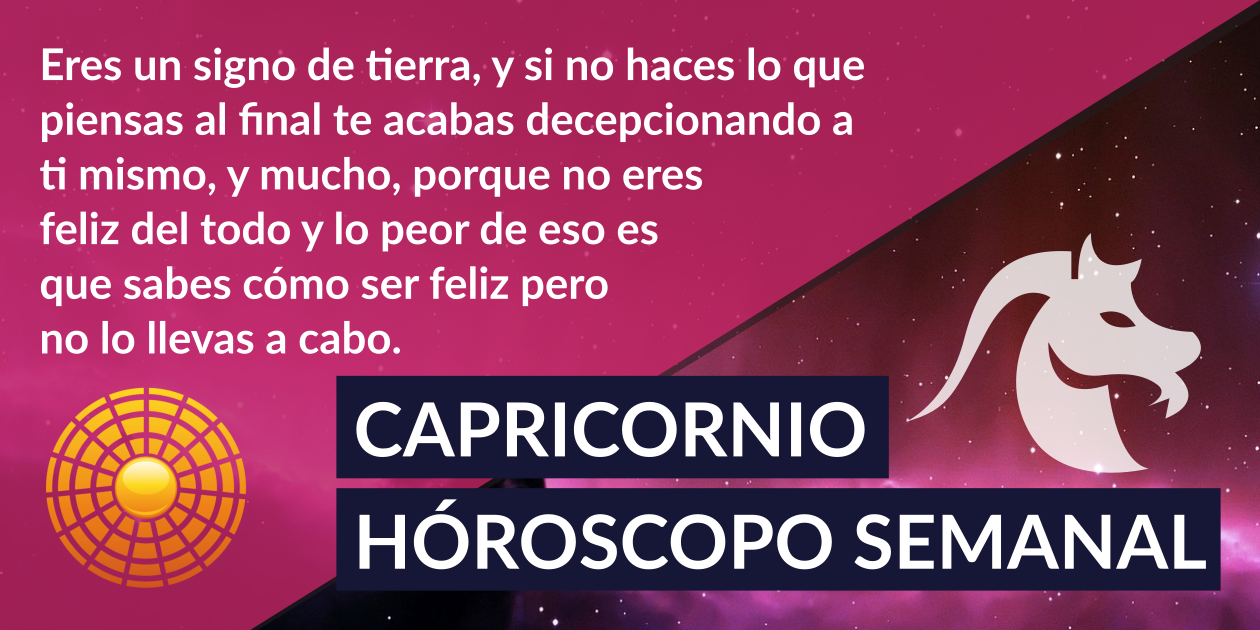 Eres un signo de tierra, y si no haces lo que
piensas al final te acabas decepcionando a
ti mismo, y mucho, porque no eres
feliz del todo y lo peor de eso es
que sabes cómo ser feliz pero
no lo llevas a cabo.
CAPRICORNIO
HÓROSCOPO SEMANAL